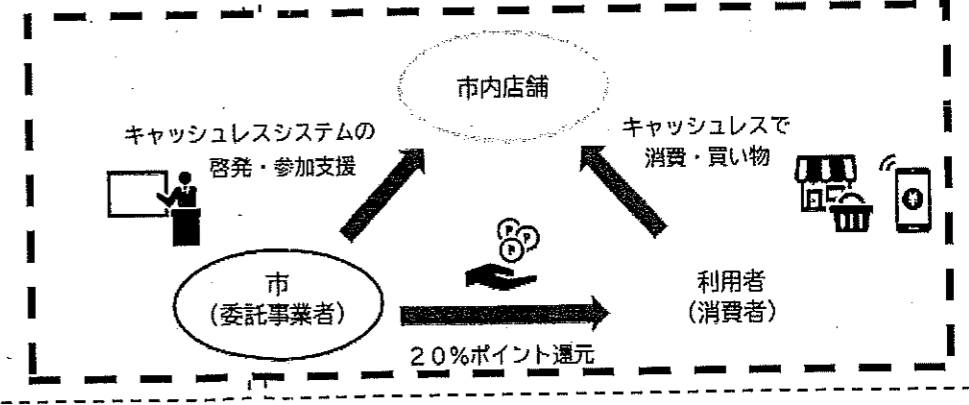 市内店舗
キャッシュレスシステムの
啓発・参加支援
キャッシュレスで
消費・買い物
市
(委託事業者)
利用者
(消費者)
20%ポイント還元